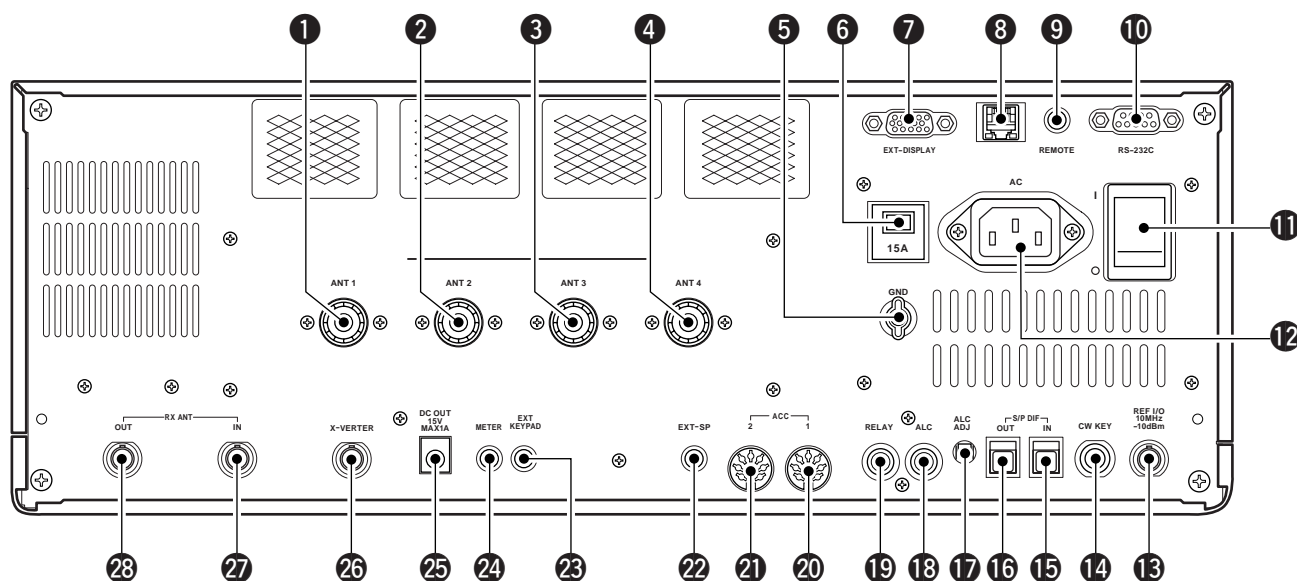 1 2 3 4 5 6 7 8 9 10
EXT-DISPLAY REMOTE RS-232C
AC
I
15A
11
ANT 1 ANT 2 ANT 3 ANT 4 GND
12
RX ANT
OUT IN
X-VERTER
DC OUT
15V
MAX1A
METER
EXT
KEYPAD
EXT-SP
ACC
2 1
RELAY ALC
ALC
ADJ
S/P DIF
OUT IN
CW KEY
REF I/O
10MHz
-10dBm
28 27 26 25 24 23 22 21 20 19 18 17 16 15 14 13